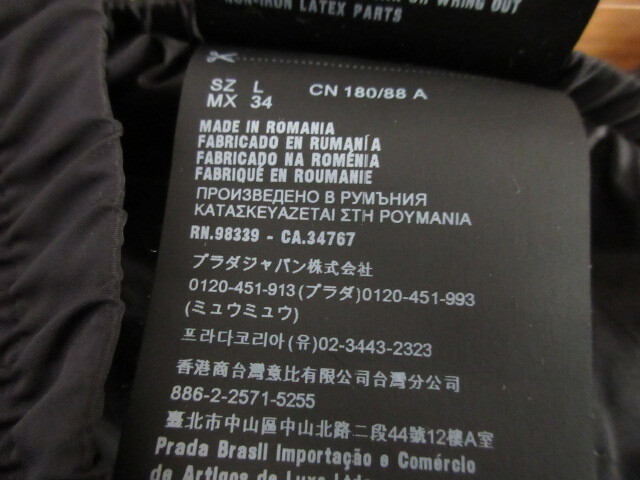 OR WRING OUT
NON-IRON LATEX PARTS
SZ L CN 180/88 A
MX 34
MADE IN ROMANIA
FABRICADO EN RUMANÍA
FABRICADO NA ROMÉNIA
FABRIQUÉ EN ROUMANIE
ПРОИЗВЕДЕНО В РУМЪНИЯ
ΚΑΤΑΣΚΕΥΑΖΕΤΑΙ ΣΤΗ ΡΟΥΜΑΝΙΑ
RN.98339 - CA.34767
プラダジャパン株式会社
0120-451-913(プラダ)0120-451-993
(ミュウミュウ)
프라다코리아(유)02-3443-2323
香港商台灣意比有限公司台灣分公司
886-2-2571-5255
臺北市中山區中山北路二段44號12樓A室
Prada Brasil Importação e Comércio
de Artigos de Luxo Ltda